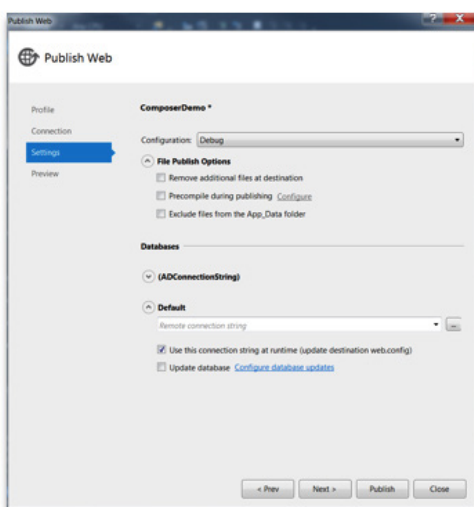 Publish Web
Publish Web
Profile
Connection
Settings
Preview
ComposerDemo *
Configuration: Debug
File Publish Options
Remove additional files at destination
Precompile during publishing Configure
Exclude files from the App_Data folder
Databases
(ADConnectionString)
Default
Remote connection string
...
Use this connection string at runtime (update destination web.config)
Update database Configure database updates
< Prev Next > Publish Close